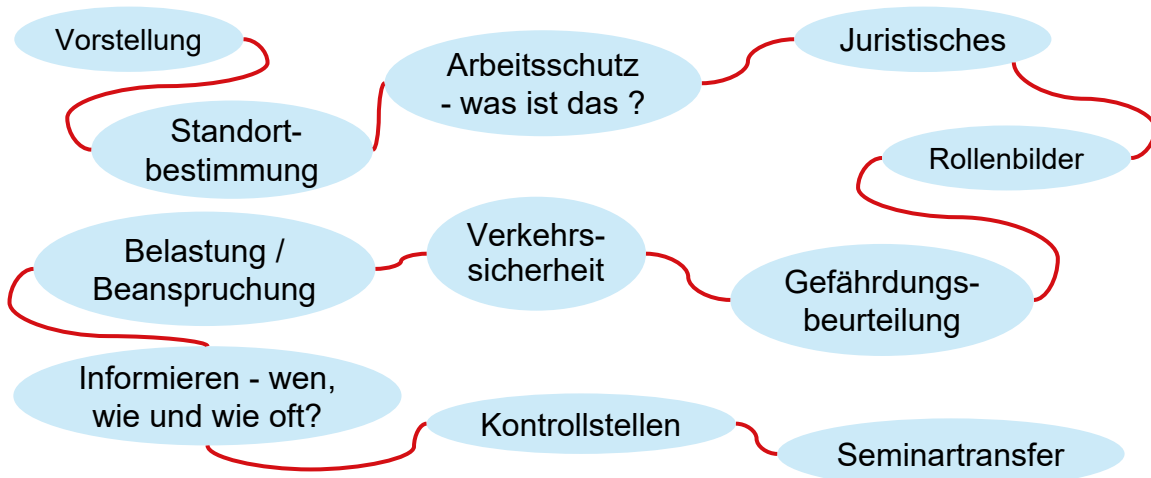 Vorstellung
Standort-
bestimmung
Arbeitsschutz
- was ist das ?
Juristisches
Rollenbilder
Gefährdungs-
beurteilung
Verkehrs-
sicherheit
Belastung /
Beanspruchung
Informieren - wen,
wie und wie oft?
Kontrollstellen
Seminartransfer